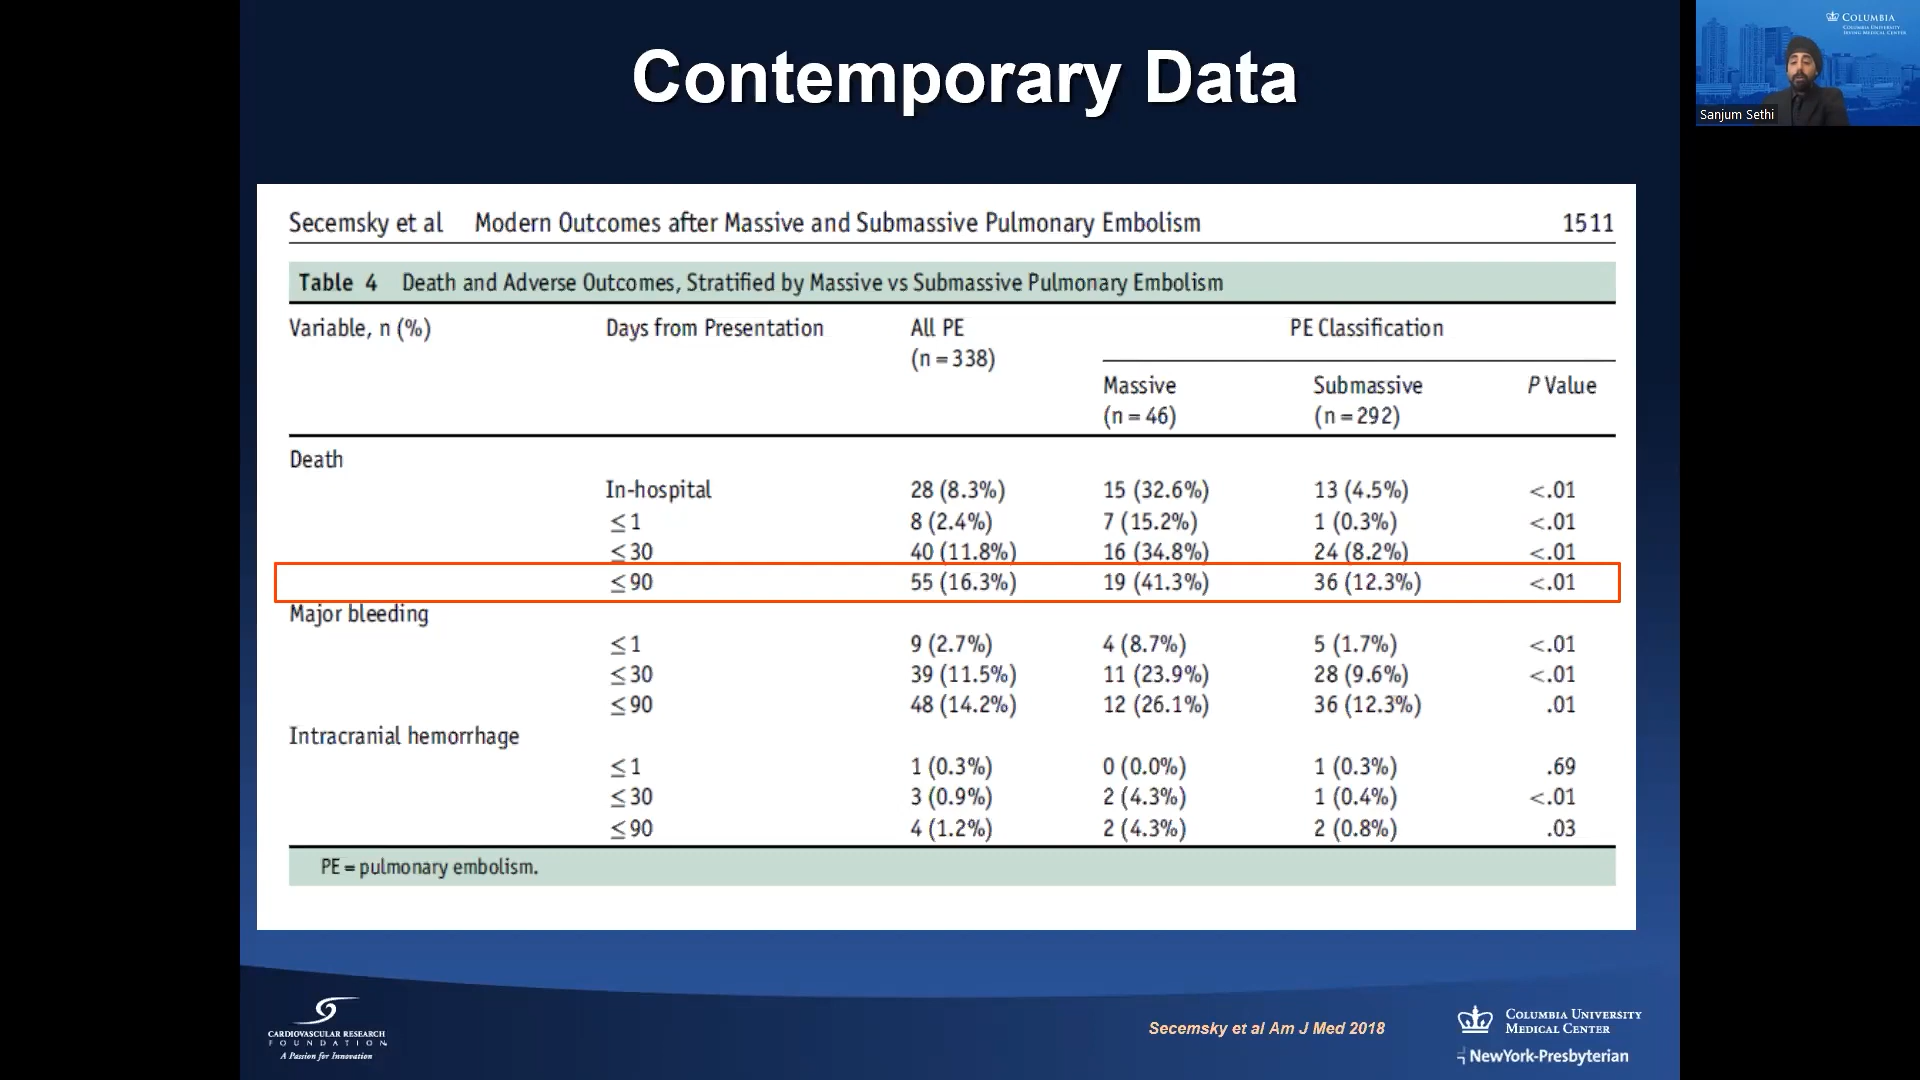 Contemporary Data
COLUMBIA
COLUMBIA UNIVERSITY
IRVING MEDICAL CENTER
Sanjum Sethi
Secemsky et al Modern Outcomes after Massive and Submassive Pulmonary Embolism 1511
Table 4 Death and Adverse Outcomes, Stratified by Massive vs Submassive Pulmonary Embolism
Variable, n (%) Days from Presentation All PE PE Classification
(n = 338)
Massive Submassive P Value
(n = 46) (n = 292)
Death
In-hospital 28 (8.3%) 15 (32.6%) 13 (4.5%) <.01
≤1 8 (2.4%) 7 (15.2%) 1 (0.3%) <.01
≤30 40 (11.8%) 16 (34.8%) 24 (8.2%) <.01
≤90 55 (16.3%) 19 (41.3%) 36 (12.3%) <.01
Major bleeding
≤1 9 (2.7%) 4 (8.7%) 5 (1.7%) <.01
≤30 39 (11.5%) 11 (23.9%) 28 (9.6%) <.01
≤90 48 (14.2%) 12 (26.1%) 36 (12.3%) .01
Intracranial hemorrhage
≤1 1 (0.3%) 0 (0.0%) 1 (0.3%) .69
≤30 3 (0.9%) 2 (4.3%) 1 (0.4%) <.01
≤90 4 (1.2%) 2 (4.3%) 2 (0.8%) .03
PE = pulmonary embolism.
CARDIOVASCULAR RESEARCH
FOUNDATION
A Passion for Innovation
Secemsky et al Am J Med 2018
COLUMBIA UNIVERSITY
MEDICAL CENTER
NewYork-Presbyterian